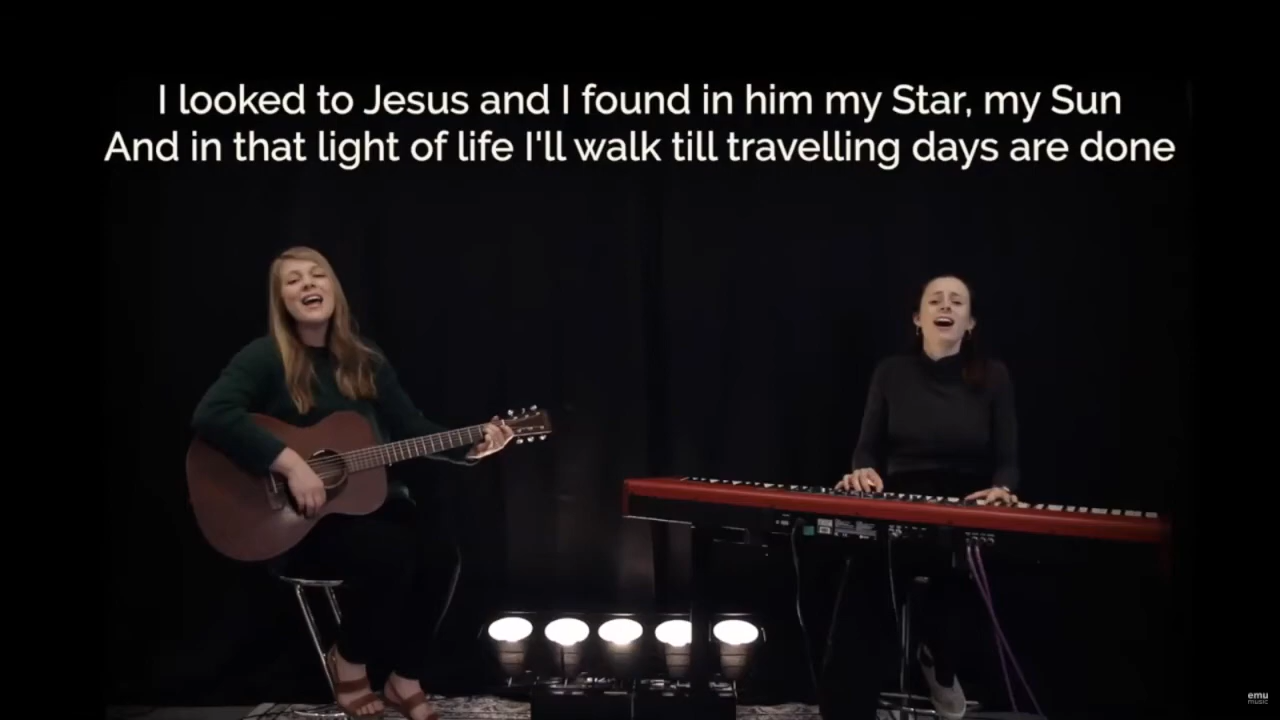 I looked to Jesus and I found in him my Star, my Sun
And in that light of life I'll walk till travelling days are done
emu
music